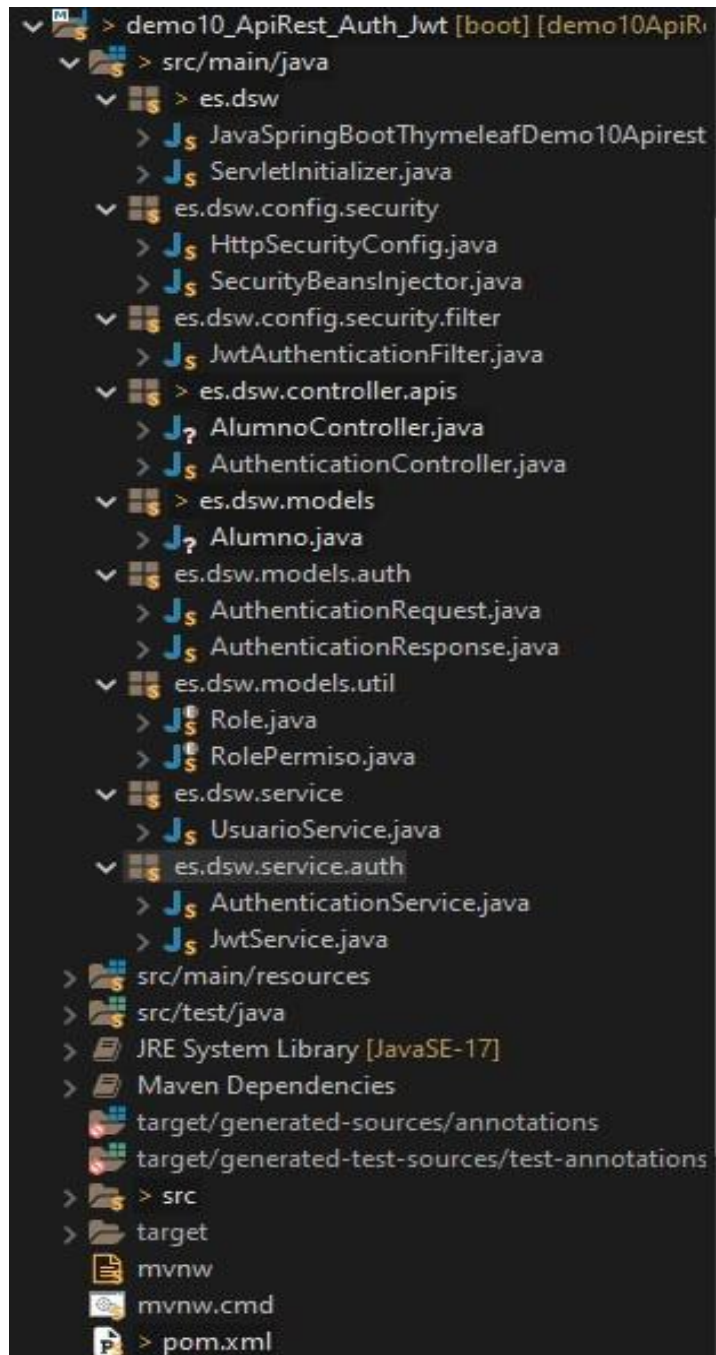 > demo10_ApiRest_Auth_Jwt [boot] [demo10ApiR
> src/main/java
> es.dsw
JavaSpringBootThymeleafDemo10Apirest
ServletInitializer.java
es.dsw.config.security
HttpSecurityConfig.java
SecurityBeansInjector.java
es.dsw.config.security.filter
JwtAuthenticationFilter.java
> es.dsw.controller.apis
AlumnoController.java
AuthenticationController.java
> es.dsw.models
Alumno.java
es.dsw.models.auth
AuthenticationRequest.java
AuthenticationResponse.java
es.dsw.models.util
Role.java
RolePermiso.java
es.dsw.service
UsuarioService.java
es.dsw.service.auth
AuthenticationService.java
JwtService.java
src/main/resources
src/test/java
JRE System Library [JavaSE-17]
Maven Dependencies
target/generated-sources/annotations
target/generated-test-sources/test-annotations
> src
target
mvnw
mvnw.cmd
> pom.xml